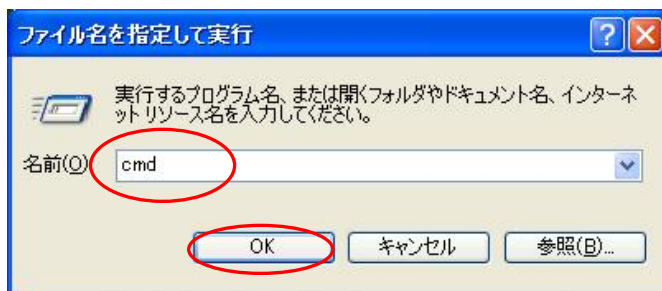 ファイル名を指定して実行
実行するプログラム名、または開くフォルダやドキュメント名、インターネ
ット リソース名を入力してください。
名前(O)
cmd
OK キャンセル 参照(B)...